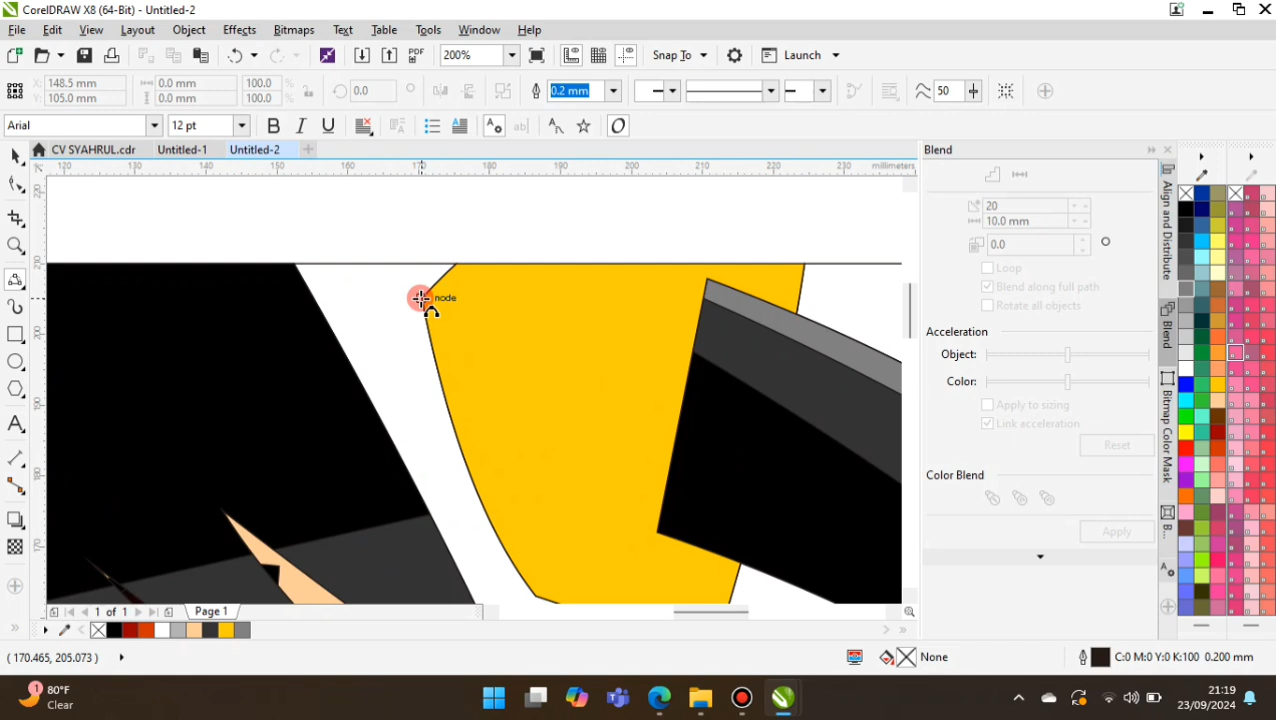 CorelDRAW X8 (64-Bit) - Untitled-2
File Edit View Layout Object Effects Bitmaps Text Table Tools Window Help
200% Snap To Launch
X: 148.5 mm 0.0 mm 100.0 % 0.0 0.2 mm 50
Y: 105.0 mm 0.0 mm 100.0 %
Arial 12 pt
CV SYAHRUL.cdr Untitled-1 Untitled-2
120 130 140 150 160 170 180 190 200 210 220 230 millimeters
Blend
20
10.0 mm
0.0
Loop
Blend along full path
Rotate all objects
Acceleration
Object:
Color:
Apply to sizing
Link acceleration
Reset
Color Blend
Apply
Align and Distribute
Blend
Bitmap Color Mask
B...
node
200
190
180
170
1 of 1 Page 1
( 170.465, 205.073 ) None C:0 M:0 Y:0 K:100 0.200 mm
1 80°F
Clear
21:19
23/09/2024